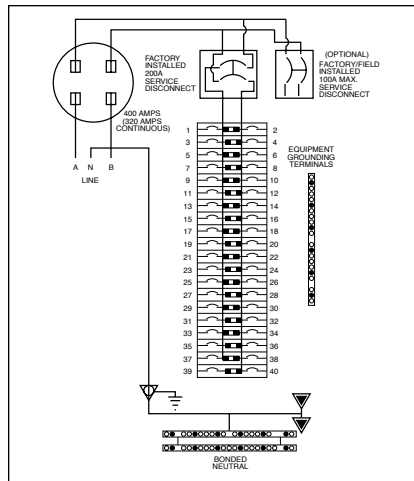 FACTORY
INSTALLED
200A
SERVICE
DISCONNECT
(OPTIONAL)
FACTORY/FIELD
INSTALLED
100A MAX.
SERVICE
DISCONNECT
400 AMPS
(320 AMPS
CONTINUOUS)
A N B
LINE
EQUIPMENT
GROUNDING
TERMINALS
1 2
3 4
5 6
7 8
9 10
11 12
13 14
15 16
17 18
19 20
21 22
23 24
25 26
27 28
29 30
31 32
33 34
35 36
37 38
39 40
BONDED
NEUTRAL